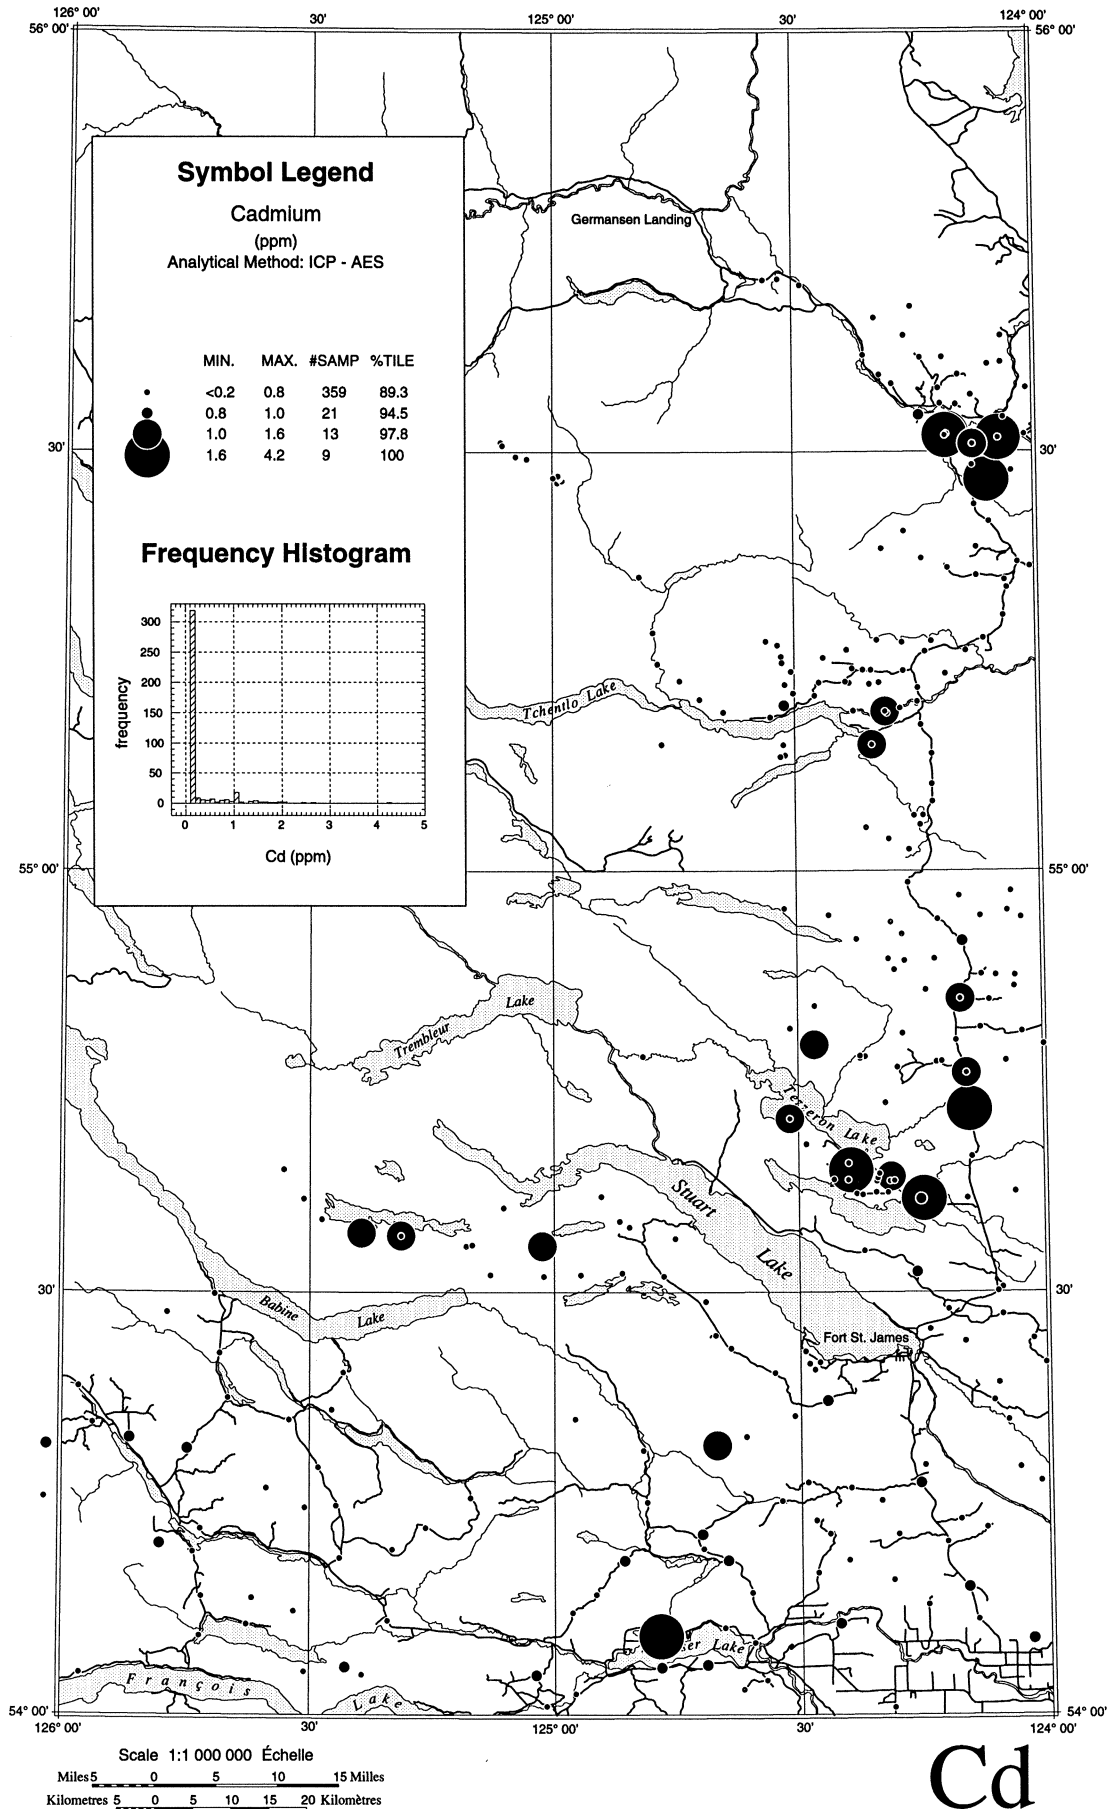 126° 00'
30'
125° 00'
30'
124° 00'
56° 00'
56° 00'
Symbol Legend
Cadmium
(ppm)
Analytical Method: ICP - AES
MIN. MAX. #SAMP %TILE
<0.2 0.8 359 89.3
0.8 1.0 21 94.5
1.0 1.6 13 97.8
1.6 4.2 9 100
Frequency Histogram
300
250
200
150
100
50
0
frequency
0 1 2 3 4 5
Cd (ppm)
Germansen Landing
30'
30'
Tchentlo Lake
55° 00'
55° 00'
Trembleur Lake
Tezzeron Lake
Stuart Lake
30'
30'
Babine Lake
Fort St. James
ser Lake
François Lake
54° 00'
54° 00'
126° 00'
30'
125° 00'
30'
124° 00'
Scale 1:1 000 000 Échelle
Miles 5 0 5 10 15 Milles
Kilometres 5 0 5 10 15 20 Kilomètres
Cd